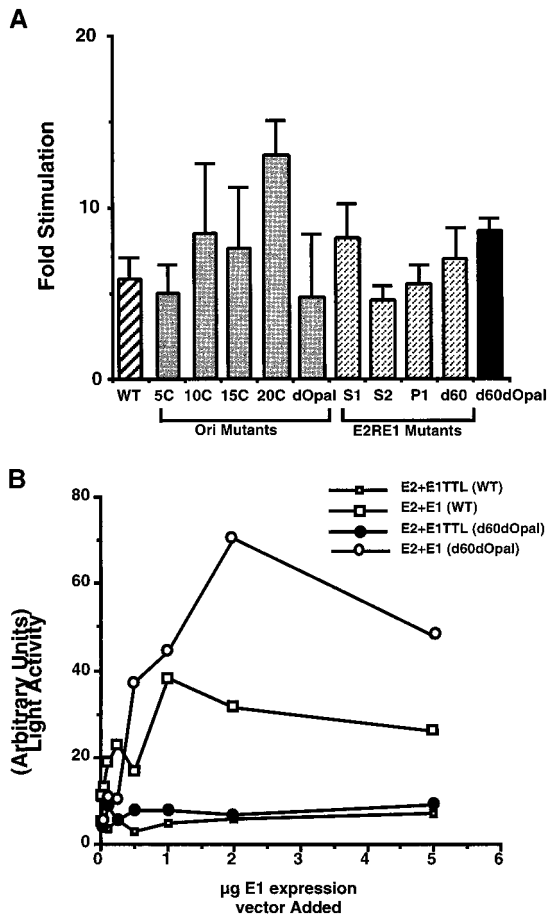 A
20
10
0
Fold Stimulation
WT 5C 10C 15C 20C dOpal S1 S2 P1 d60 d60dOpal
Ori Mutants E2RE1 Mutants
B
80
60
40
20
0
(Arbitrary Units)
Light Activity
E2+E1TTL (WT)
E2+E1 (WT)
E2+E1TTL (d60dOpal)
E2+E1 (d60dOpal)
0 1 2 3 4 5 6
µg E1 expression
vector Added